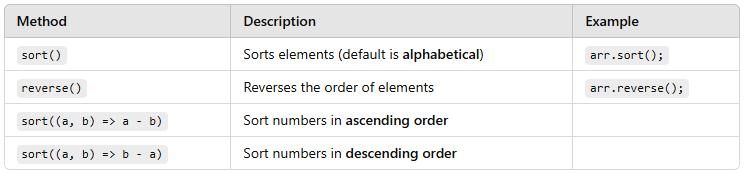 Method Description Example
sort() Sorts elements (default is alphabetical) arr.sort();
reverse() Reverses the order of elements arr.reverse();
sort((a, b) => a - b) Sort numbers in ascending order
sort((a, b) => b - a) Sort numbers in descending order